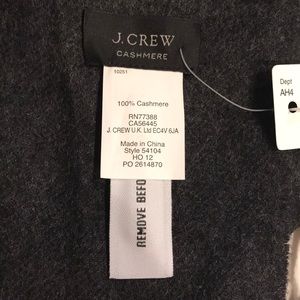 J.CREW
CASHMERE
10251
100% Cashmere
RN77388
CA56445
J. CREW U.K. Ltd EC4V 6JA
Made in China
Style 54104
HO 12
PO 2614870
REMOVE BEFO
Dept
AH4